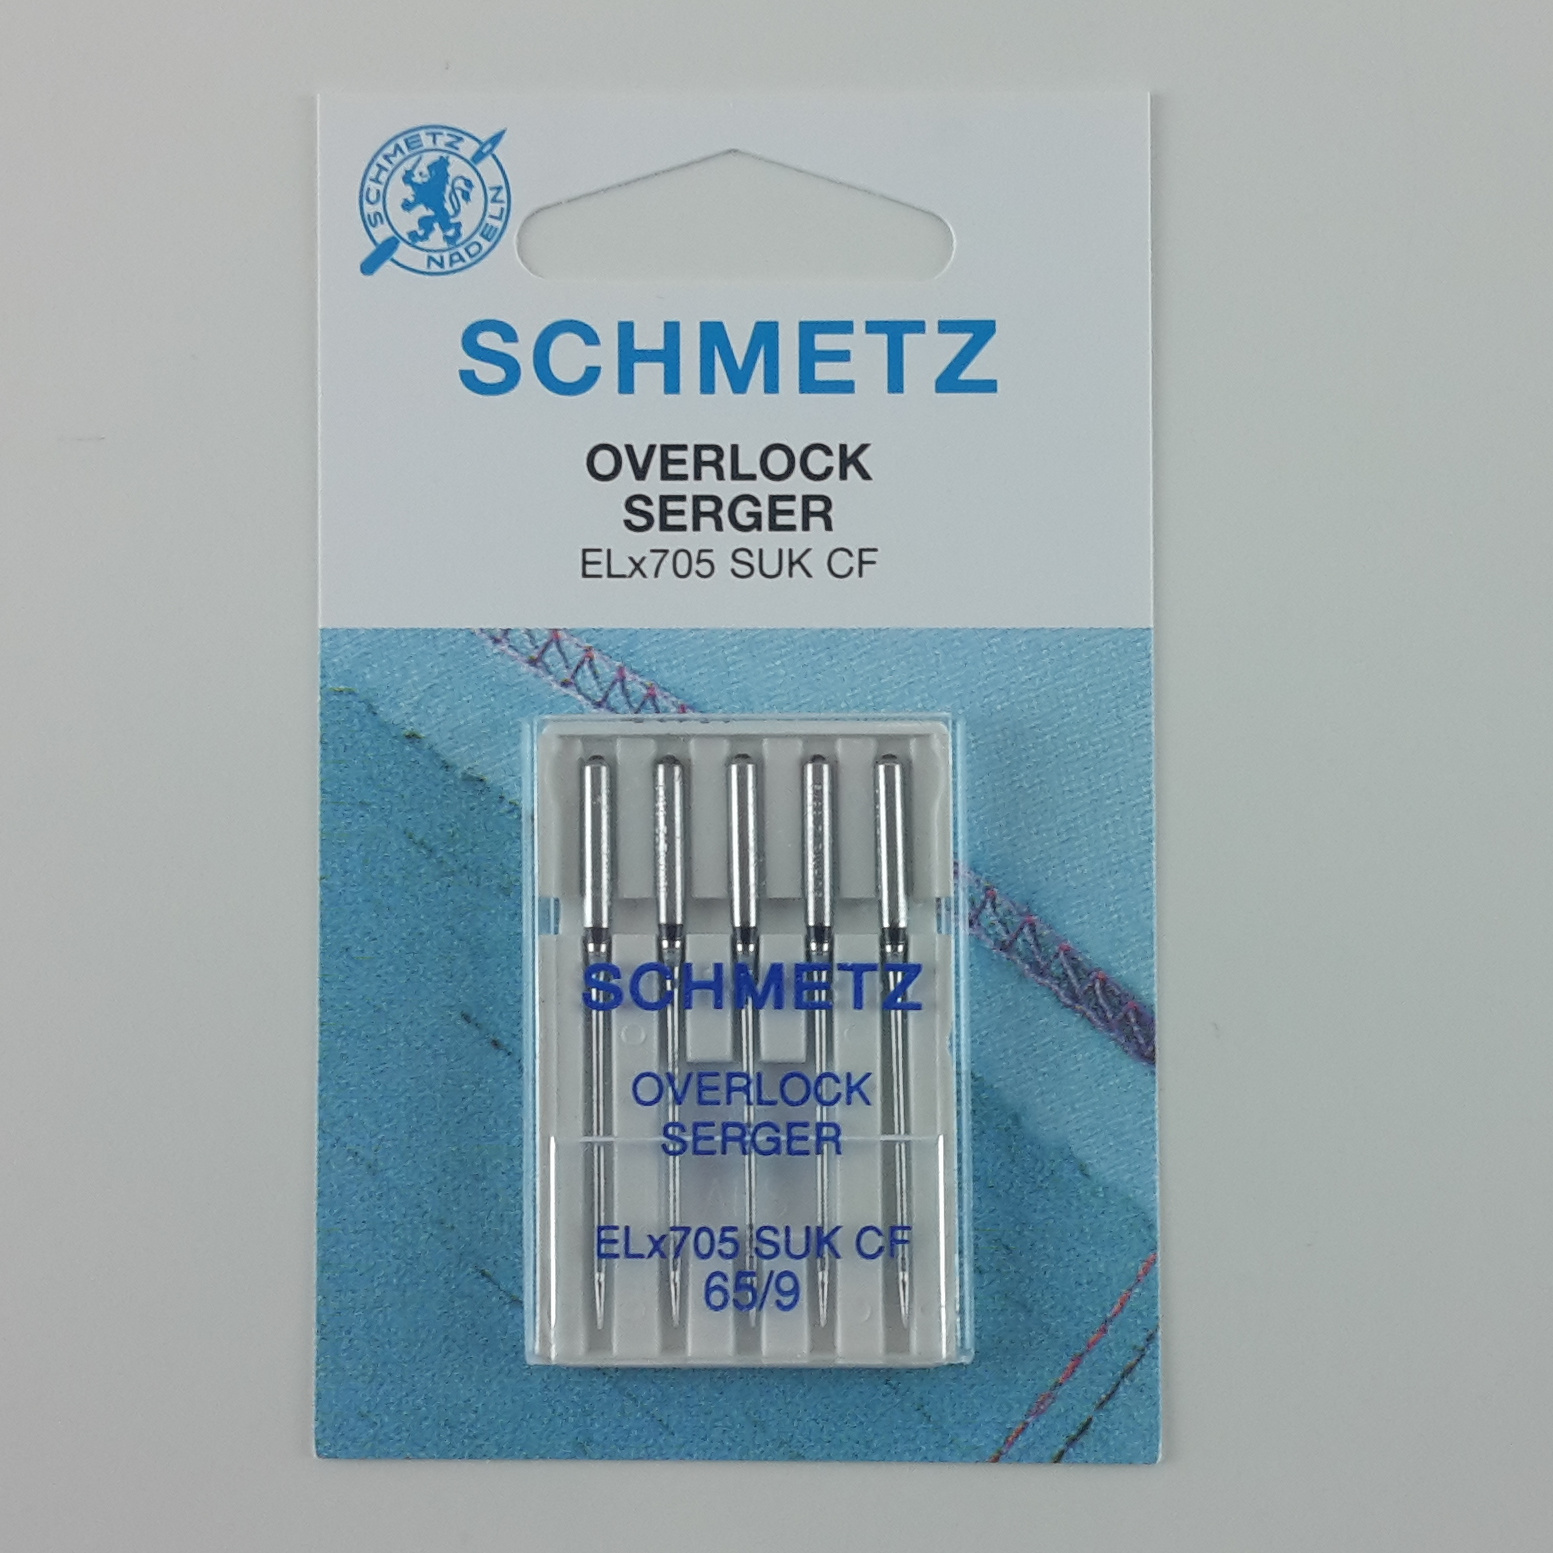 SCHMETZ
NADELN
SCHMETZ
OVERLOCK
SERGER
ELx705 SUK CF
SCHMETZ
OVERLOCK
SERGER
ELx705 SUK CF
65/9